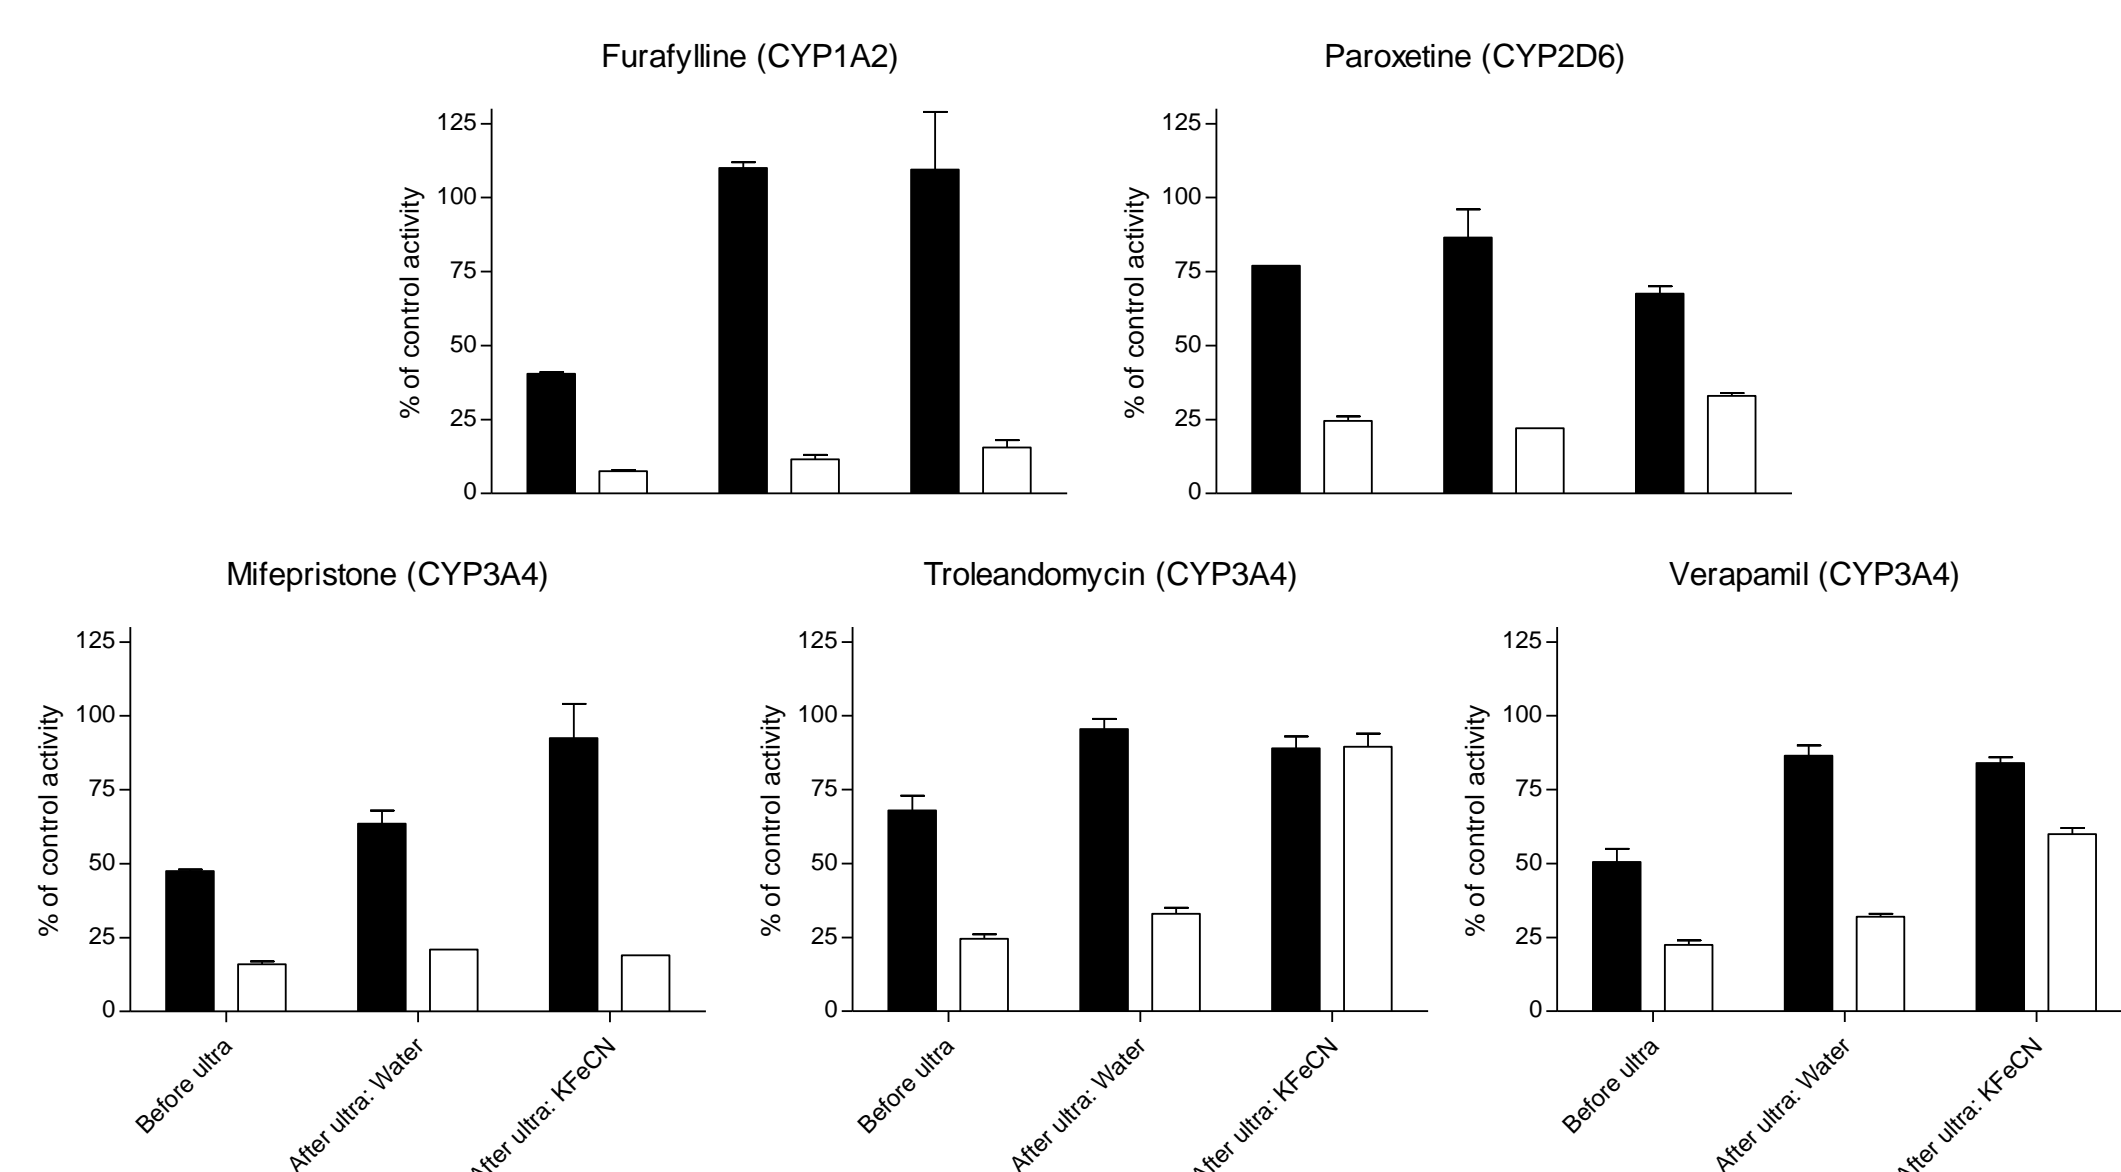 Furafylline (CYP1A2)
% of control activity
125
100
75
50
25
0
Paroxetine (CYP2D6)
% of control activity
125
100
75
50
25
0
Mifepristone (CYP3A4)
% of control activity
125
100
75
50
25
0
Before ultra
After ultra: Water
After ultra: KFeCN
Troleandomycin (CYP3A4)
% of control activity
125
100
75
50
25
0
Before ultra
After ultra: Water
After ultra: KFeCN
Verapamil (CYP3A4)
% of control activity
125
100
75
50
25
0
Before ultra
After ultra: Water
After ultra: KFeCN